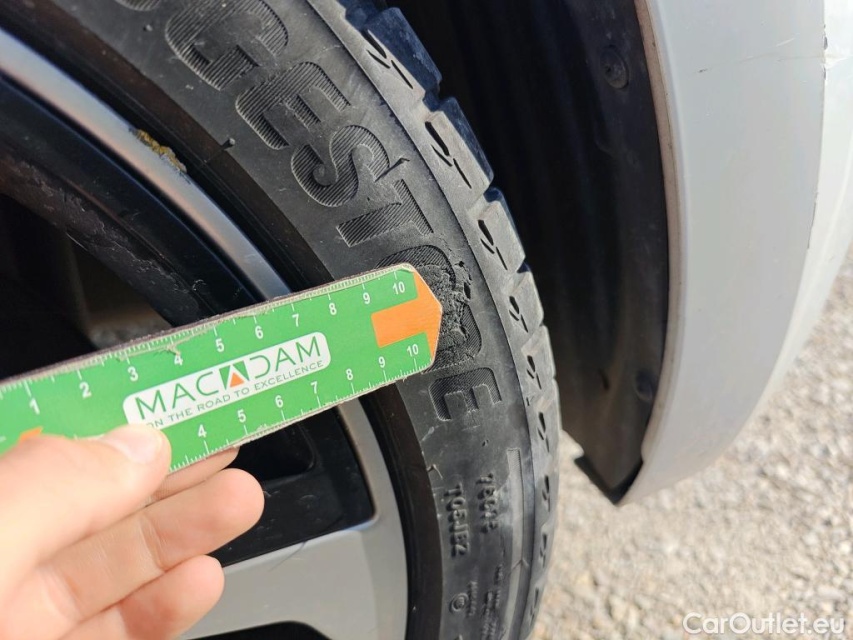 GESTONE
1 2 3 4 5 6 7 8 9 10
MACADAM
ON THE ROAD TO EXCELLENCE
4 5 6 7 8 9 10
CarOutlet.eu